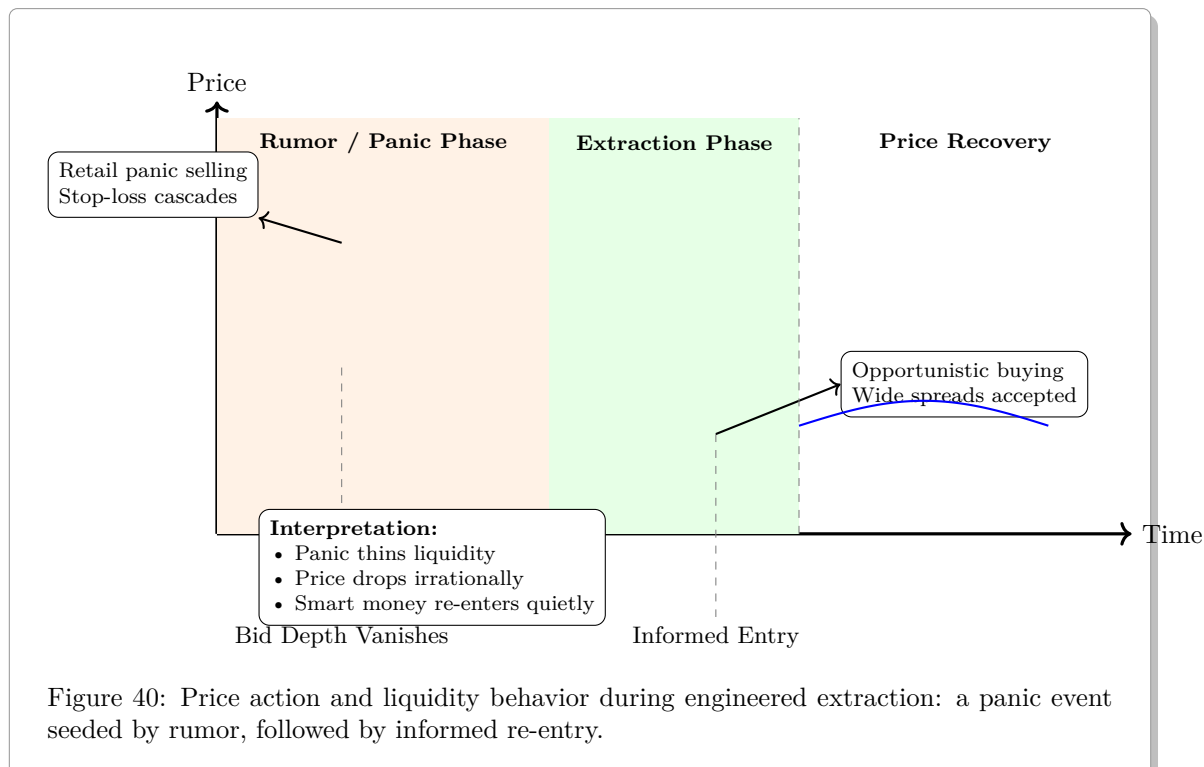 Price
Rumor / Panic Phase
Extraction Phase
Price Recovery
Retail panic selling
Stop-loss cascades
Opportunistic buying
Wide spreads accepted
Time
Interpretation:
• Panic thins liquidity
• Price drops irrationally
• Smart money re-enters quietly
Bid Depth Vanishes
Informed Entry
Figure 40: Price action and liquidity behavior during engineered extraction: a panic event
seeded by rumor, followed by informed re-entry.